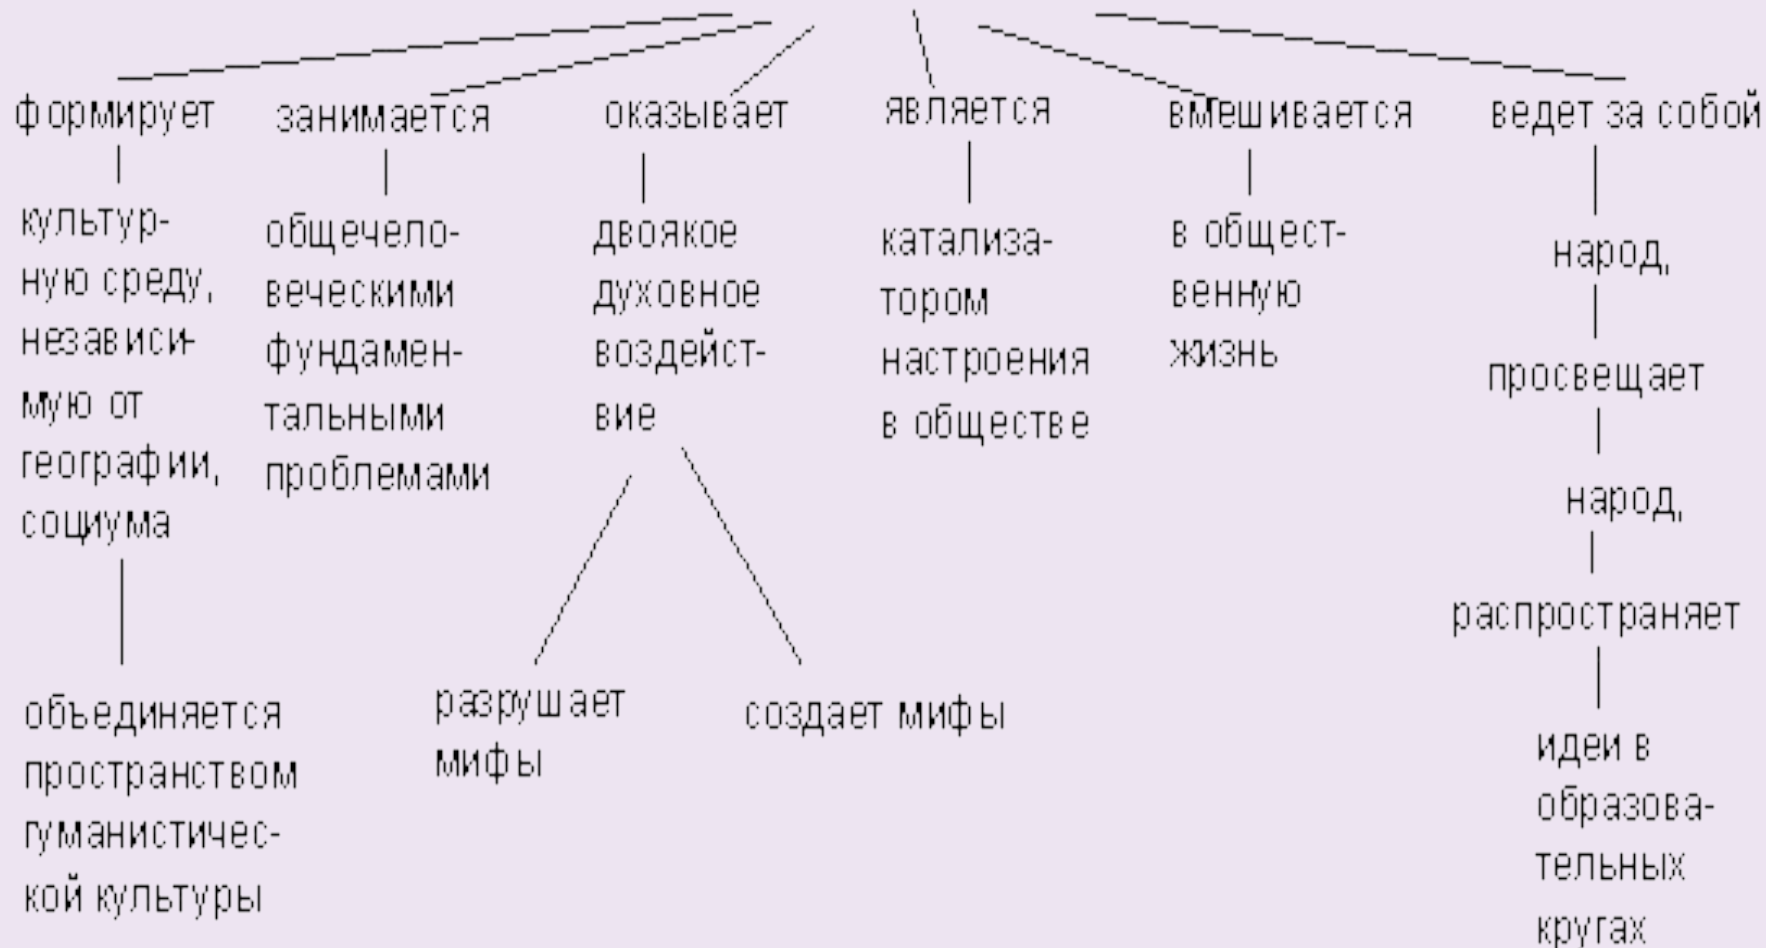 формирует
культур-
ную среду,
независи-
мую от
географии,
социума
объединяется
пространством
гуманистичес-
кой культуры
занимается
общечело-
веческими
фундамен-
тальными
проблемами
оказывает
двоякое
духовное
воздейст-
вие
разрушает
мифы
создает мифы
является
катализа-
тором
настроения
в обществе
вмешивается
в общест-
венную
жизнь
ведет за собой
народ,
просвещает
народ,
распространяет
идеи в
образова-
тельных
кругах